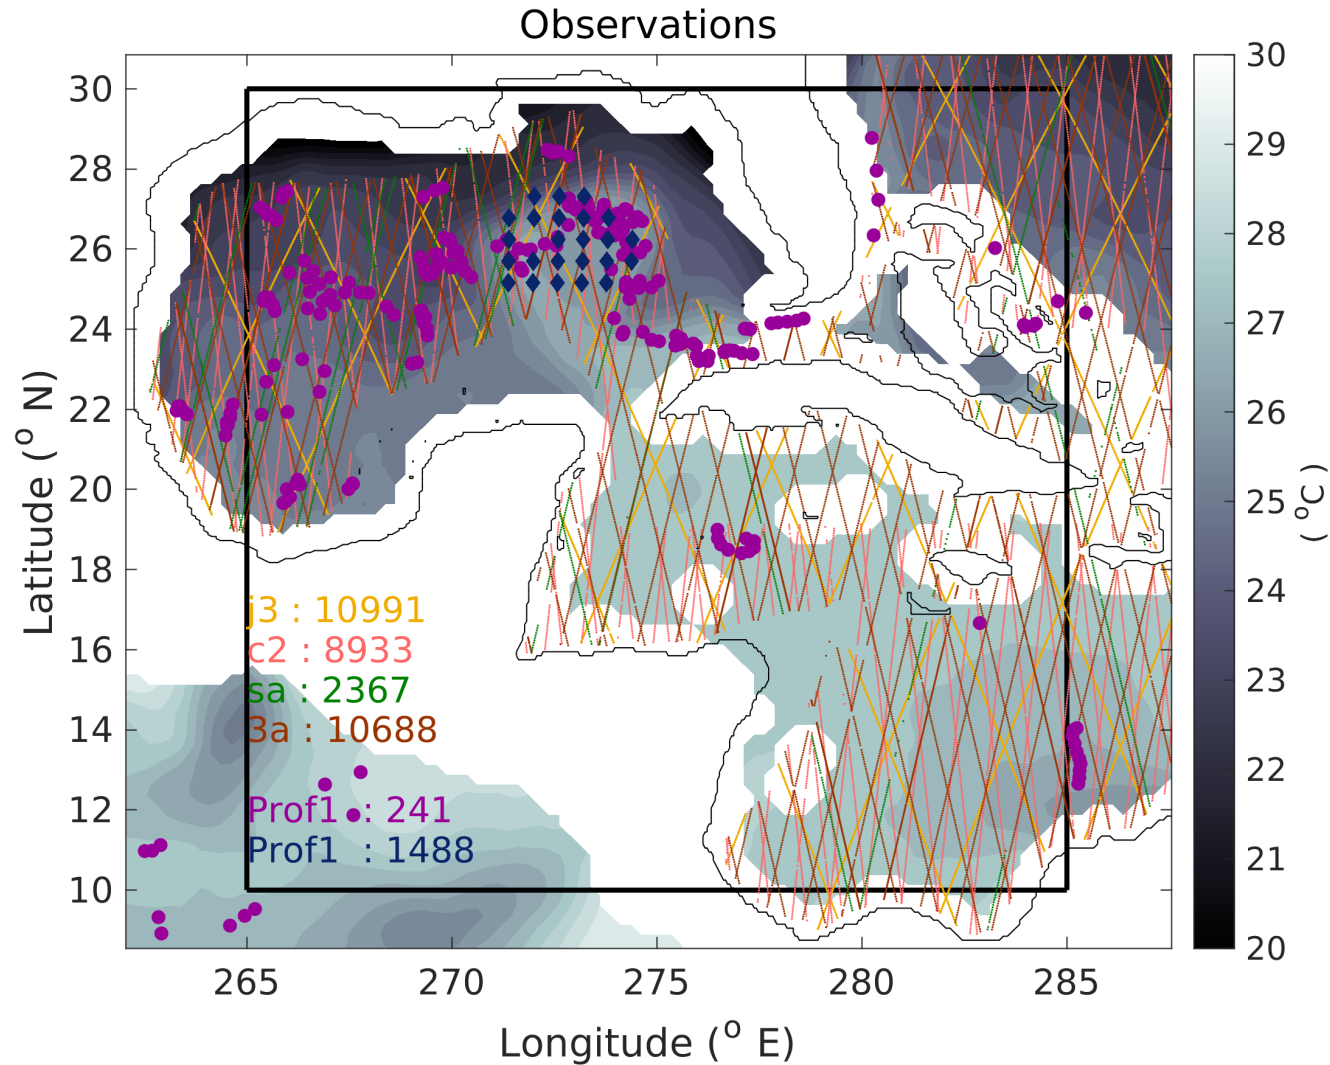 Observations
30
28
26
24
22
20
18
16
14
12
10
Latitude (° N)
j3 : 10991
c2 : 8933
sa : 2367
3a : 10688
Prof1 : 241
Prof1 : 1488
265
270
275
280
285
Longitude (° E)
30
29
28
27
26
25
24
23
22
21
20
(°C)